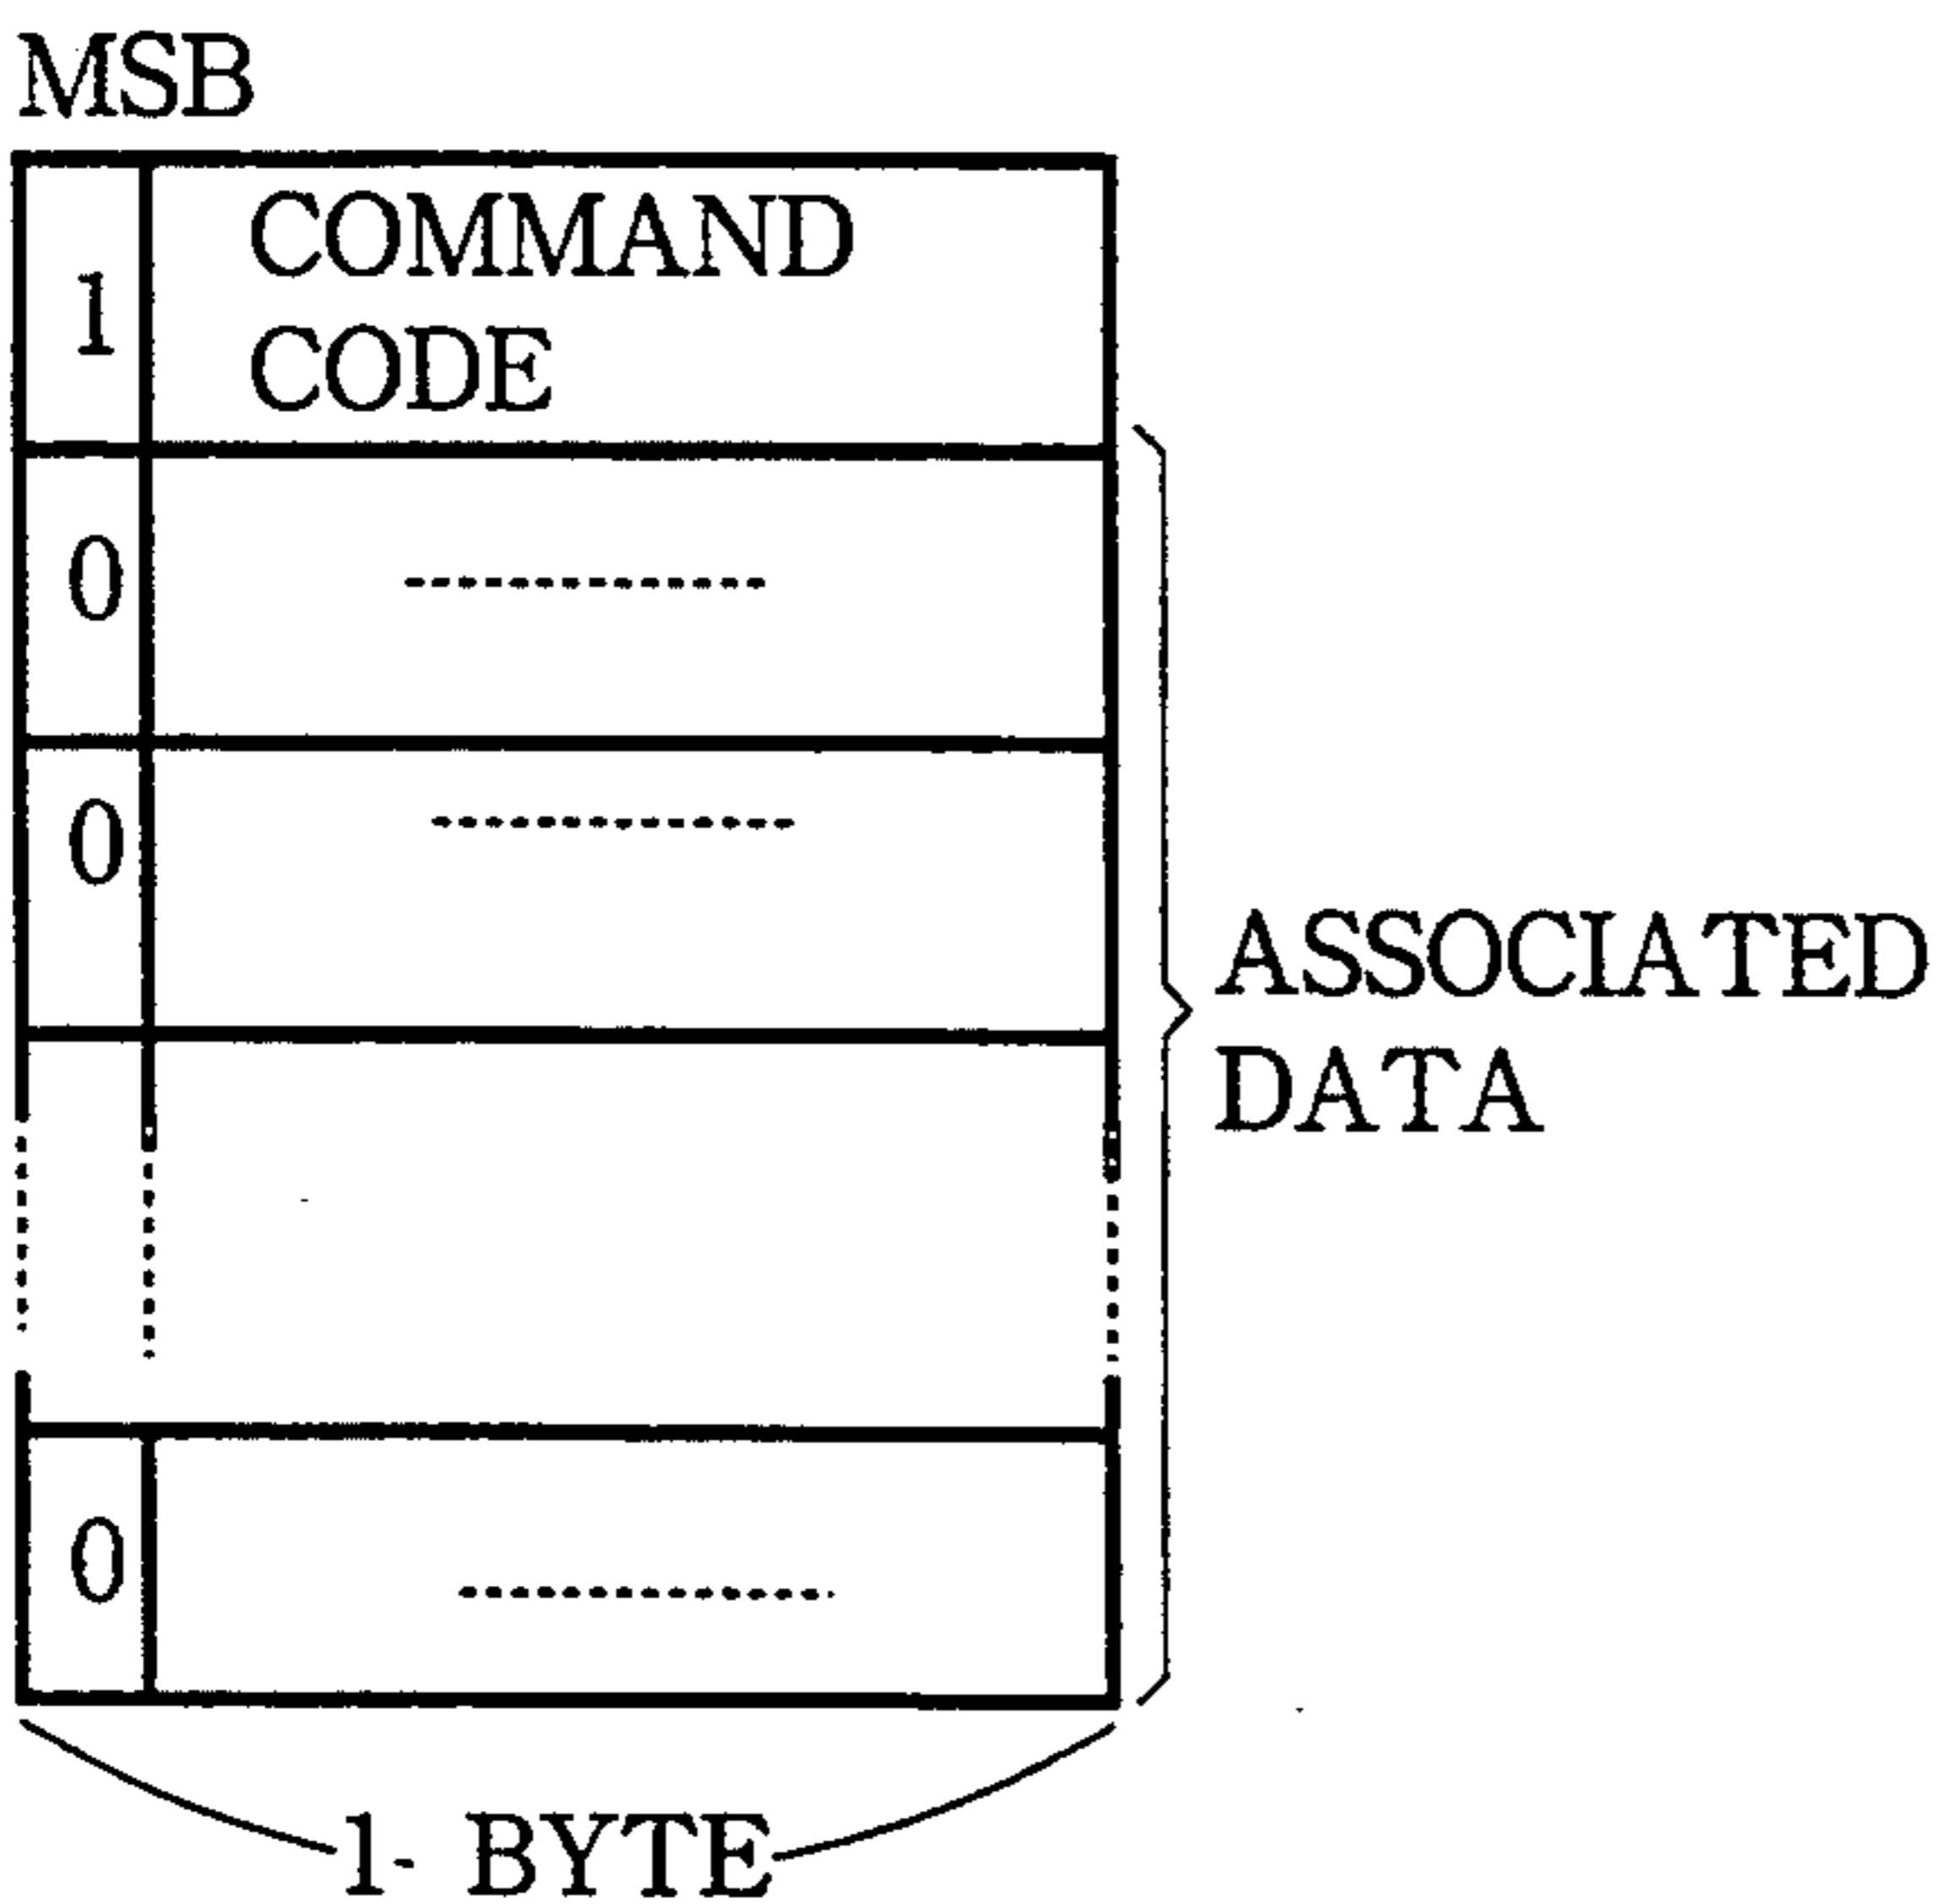 MSB
1 COMMAND
CODE
0
0
ASSOCIATED
DATA
0
1- BYTE